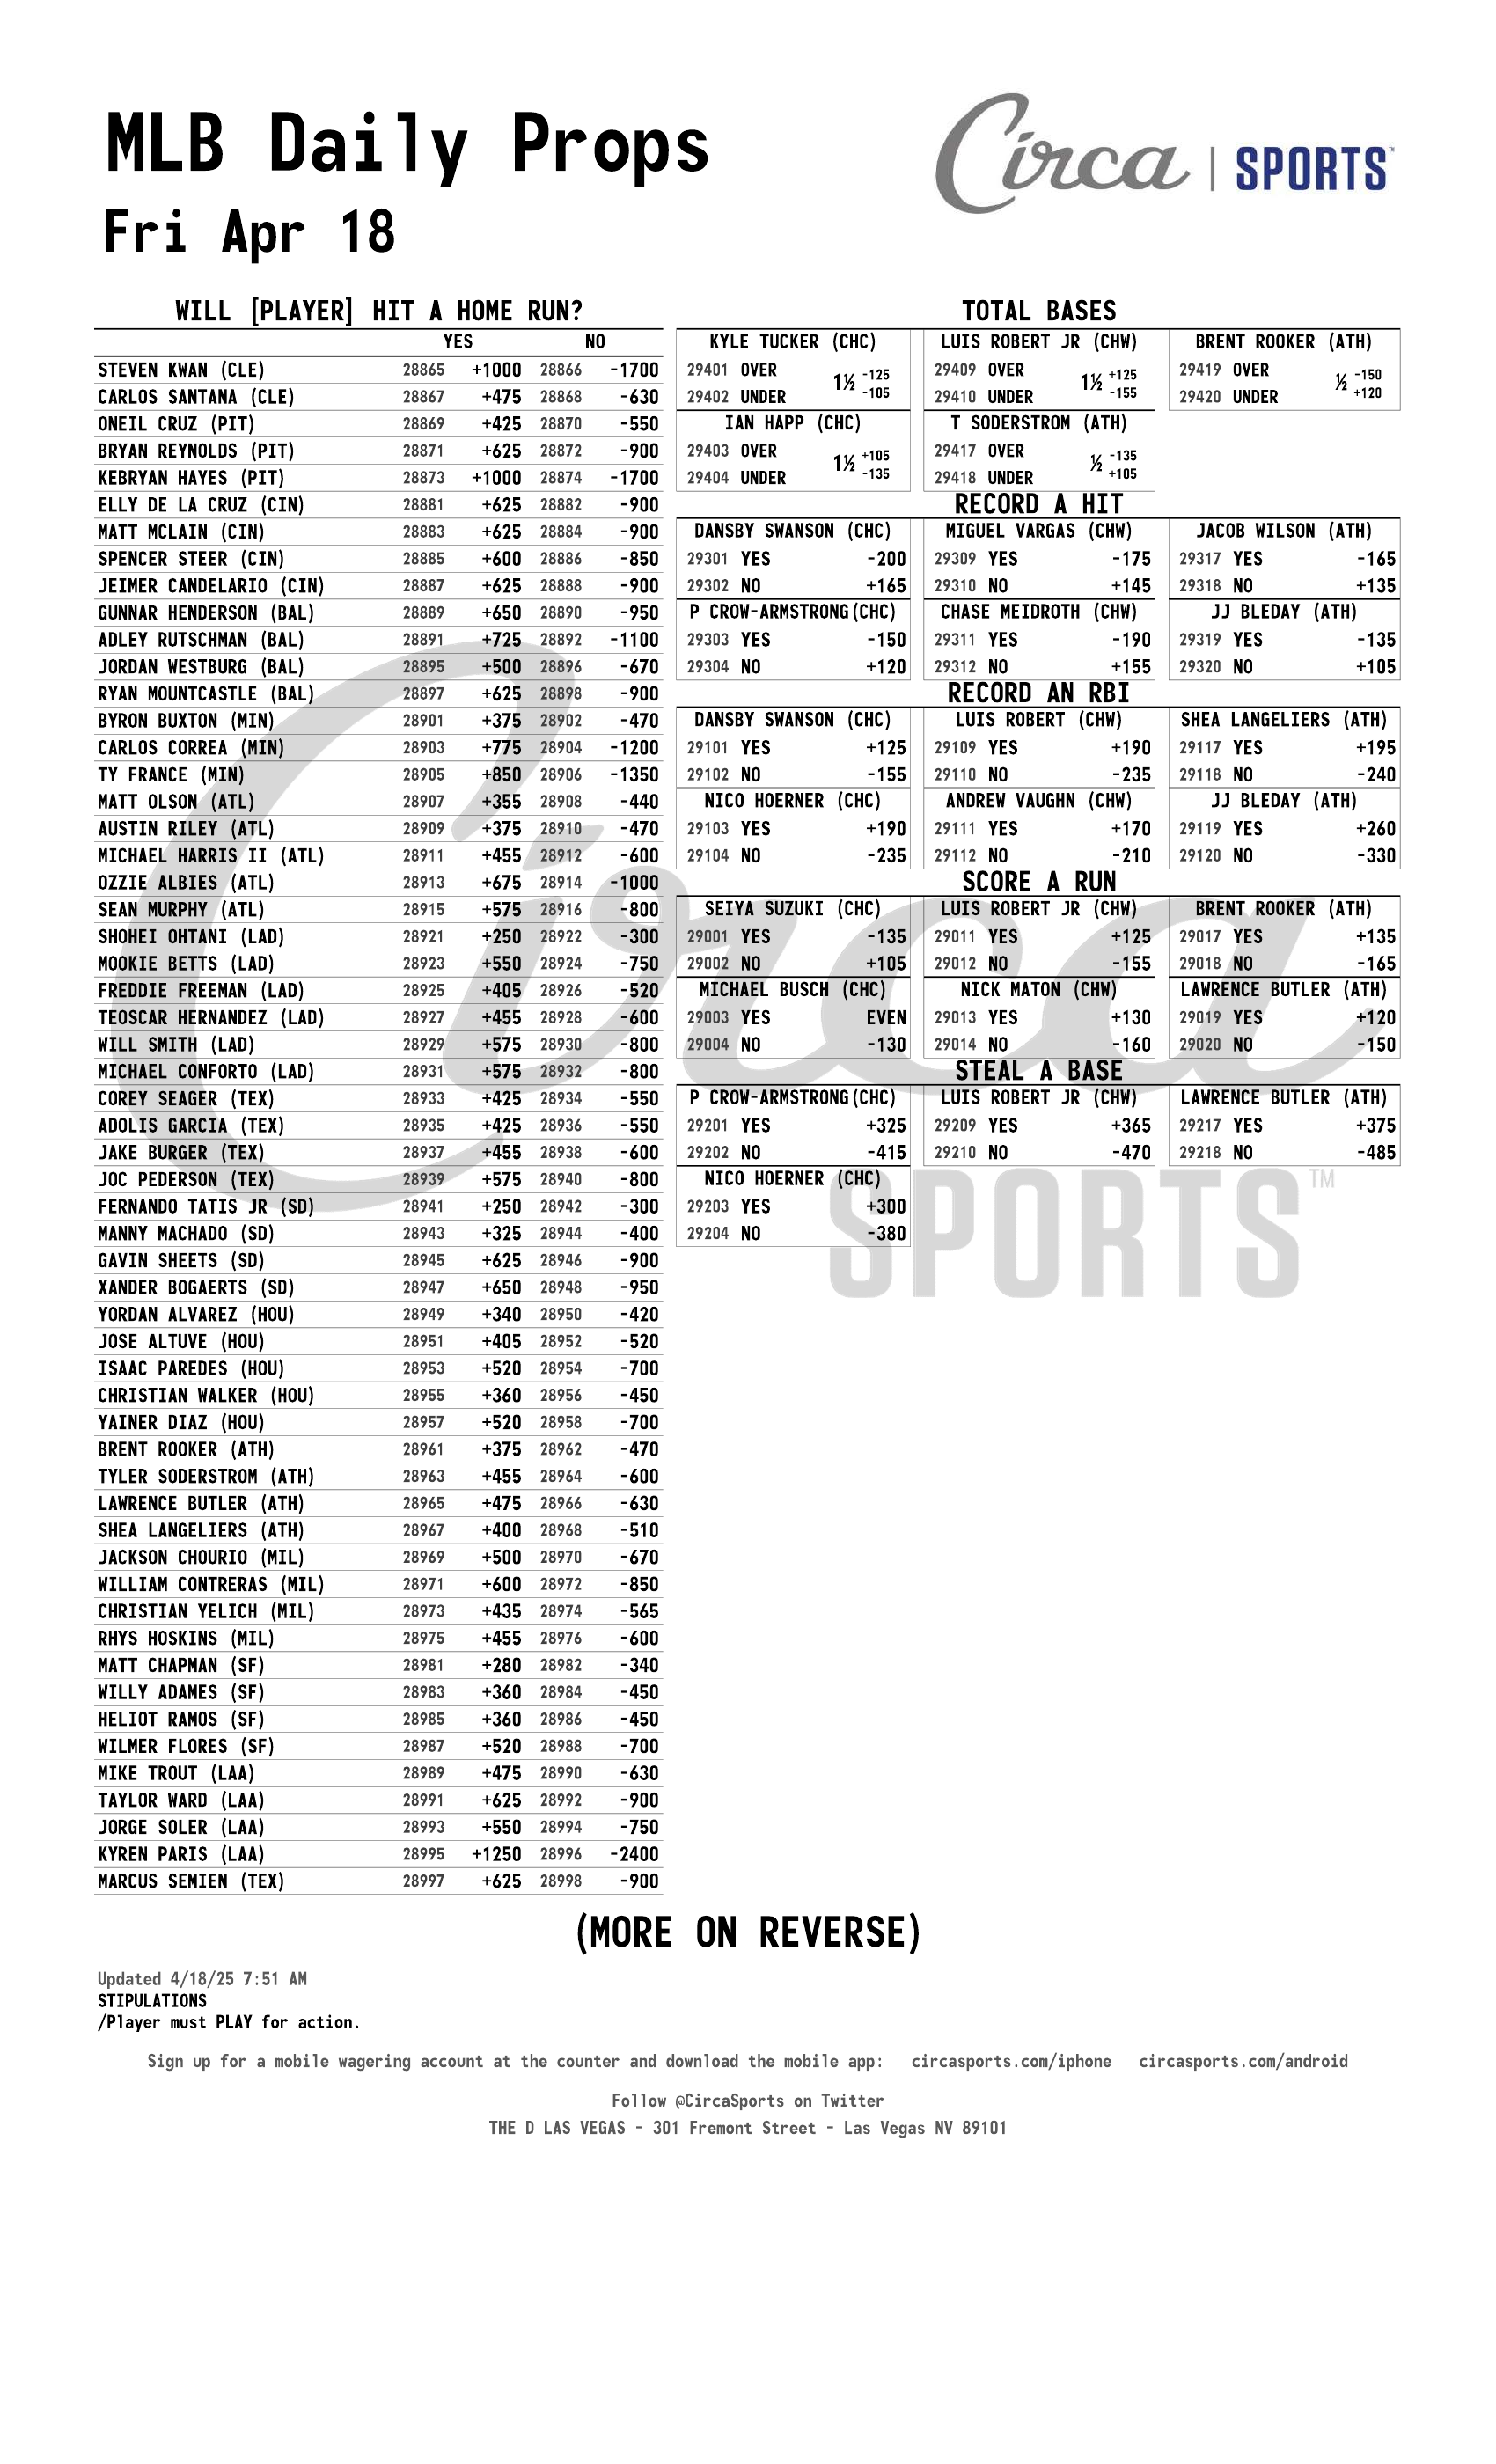 MLB Daily Props
Circa | SPORTS™
Fri Apr 18
WILL [PLAYER] HIT A HOME RUN?
YES NO
STEVEN KWAN (CLE) 28865 +1000 28866 -1700
CARLOS SANTANA (CLE) 28867 +475 28868 -630
ONEIL CRUZ (PIT) 28869 +425 28870 -550
BRYAN REYNOLDS (PIT) 28871 +625 28872 -900
KEBRYAN HAYES (PIT) 28873 +1000 28874 -1700
ELLY DE LA CRUZ (CIN) 28881 +625 28882 -900
MATT MCLAIN (CIN) 28883 +625 28884 -900
SPENCER STEER (CIN) 28885 +600 28886 -850
JEIMER CANDELARIO (CIN) 28887 +625 28888 -900
GUNNAR HENDERSON (BAL) 28889 +650 28890 -950
ADLEY RUTSCHMAN (BAL) 28891 +725 28892 -1100
JORDAN WESTBURG (BAL) 28895 +500 28896 -670
RYAN MOUNTCASTLE (BAL) 28897 +625 28898 -900
BYRON BUXTON (MIN) 28901 +375 28902 -470
CARLOS CORREA (MIN) 28903 +775 28904 -1200
TY FRANCE (MIN) 28905 +850 28906 -1350
MATT OLSON (ATL) 28907 +355 28908 -440
AUSTIN RILEY (ATL) 28909 +375 28910 -470
MICHAEL HARRIS II (ATL) 28911 +455 28912 -600
OZZIE ALBIES (ATL) 28913 +675 28914 -1000
SEAN MURPHY (ATL) 28915 +575 28916 -800
SHOHEI OHTANI (LAD) 28921 +250 28922 -300
MOOKIE BETTS (LAD) 28923 +550 28924 -750
FREDDIE FREEMAN (LAD) 28925 +405 28926 -520
TEOSCAR HERNANDEZ (LAD) 28927 +455 28928 -600
WILL SMITH (LAD) 28929 +575 28930 -800
MICHAEL CONFORTO (LAD) 28931 +575 28932 -800
COREY SEAGER (TEX) 28933 +425 28934 -550
ADOLIS GARCIA (TEX) 28935 +425 28936 -550
JAKE BURGER (TEX) 28937 +455 28938 -600
JOC PEDERSON (TEX) 28939 +575 28940 -800
FERNANDO TATIS JR (SD) 28941 +250 28942 -300
MANNY MACHADO (SD) 28943 +325 28944 -400
GAVIN SHEETS (SD) 28945 +625 28946 -900
XANDER BOGAERTS (SD) 28947 +650 28948 -950
YORDAN ALVAREZ (HOU) 28949 +340 28950 -420
JOSE ALTUVE (HOU) 28951 +405 28952 -520
ISAAC PAREDES (HOU) 28953 +520 28954 -700
CHRISTIAN WALKER (HOU) 28955 +360 28956 -450
YAINER DIAZ (HOU) 28957 +520 28958 -700
BRENT ROOKER (ATH) 28961 +375 28962 -470
TYLER SODERSTROM (ATH) 28963 +455 28964 -600
LAWRENCE BUTLER (ATH) 28965 +475 28966 -630
SHEA LANGELIERS (ATH) 28967 +400 28968 -510
JACKSON CHOURIO (MIL) 28969 +500 28970 -670
WILLIAM CONTRERAS (MIL) 28971 +600 28972 -850
CHRISTIAN YELICH (MIL) 28973 +435 28974 -565
RHYS HOSKINS (MIL) 28975 +455 28976 -600
MATT CHAPMAN (SF) 28981 +280 28982 -340
WILLY ADAMES (SF) 28983 +360 28984 -450
HELIOT RAMOS (SF) 28985 +360 28986 -450
WILMER FLORES (SF) 28987 +520 28988 -700
MIKE TROUT (LAA) 28989 +475 28990 -630
TAYLOR WARD (LAA) 28991 +625 28992 -900
JORGE SOLER (LAA) 28993 +550 28994 -750
KYREN PARIS (LAA) 28995 +1250 28996 -2400
MARCUS SEMIEN (TEX) 28997 +625 28998 -900
TOTAL BASES
KYLE TUCKER (CHC) LUIS ROBERT JR (CHW) BRENT ROOKER (ATH)
29401 OVER 1½ -125 29409 OVER 1½ +125 29419 OVER ½ -150
29402 UNDER -105 29410 UNDER -155 29420 UNDER +120
IAN HAPP (CHC) T SODERSTROM (ATH)
29403 OVER 1½ +105 29417 OVER ½ -135
29404 UNDER -135 29418 UNDER +105
RECORD A HIT
DANSBY SWANSON (CHC) MIGUEL VARGAS (CHW) JACOB WILSON (ATH)
29301 YES -200 29309 YES -175 29317 YES -165
29302 NO +165 29310 NO +145 29318 NO +135
P CROW-ARMSTRONG(CHC) CHASE MEIDROTH (CHW) JJ BLEDAY (ATH)
29303 YES -150 29311 YES -190 29319 YES -135
29304 NO +120 29312 NO +155 29320 NO +105
RECORD AN RBI
DANSBY SWANSON (CHC) LUIS ROBERT (CHW) SHEA LANGELIERS (ATH)
29101 YES +125 29109 YES +190 29117 YES +195
29102 NO -155 29110 NO -235 29118 NO -240
NICO HOERNER (CHC) ANDREW VAUGHN (CHW) JJ BLEDAY (ATH)
29103 YES +190 29111 YES +170 29119 YES +260
29104 NO -235 29112 NO -210 29120 NO -330
SCORE A RUN
SEIYA SUZUKI (CHC) LUIS ROBERT JR (CHW) BRENT ROOKER (ATH)
29001 YES -135 29011 YES +125 29017 YES +135
29002 NO +105 29012 NO -155 29018 NO -165
MICHAEL BUSCH (CHC) NICK MATON (CHW) LAWRENCE BUTLER (ATH)
29003 YES EVEN 29013 YES +130 29019 YES +120
29004 NO -130 29014 NO -160 29020 NO -150
STEAL A BASE
P CROW-ARMSTRONG(CHC) LUIS ROBERT JR (CHW) LAWRENCE BUTLER (ATH)
29201 YES +325 29209 YES +365 29217 YES +375
29202 NO -415 29210 NO -470 29218 NO -485
NICO HOERNER (CHC)
29203 YES +300
29204 NO -380
Circa
SPORTS™
(MORE ON REVERSE)
Updated 4/18/25 7:51 AM
STIPULATIONS
/Player must PLAY for action.
Sign up for a mobile wagering account at the counter and download the mobile app: circasports.com/iphone circasports.com/android
Follow @CircaSports on Twitter
THE D LAS VEGAS - 301 Fremont Street - Las Vegas NV 89101